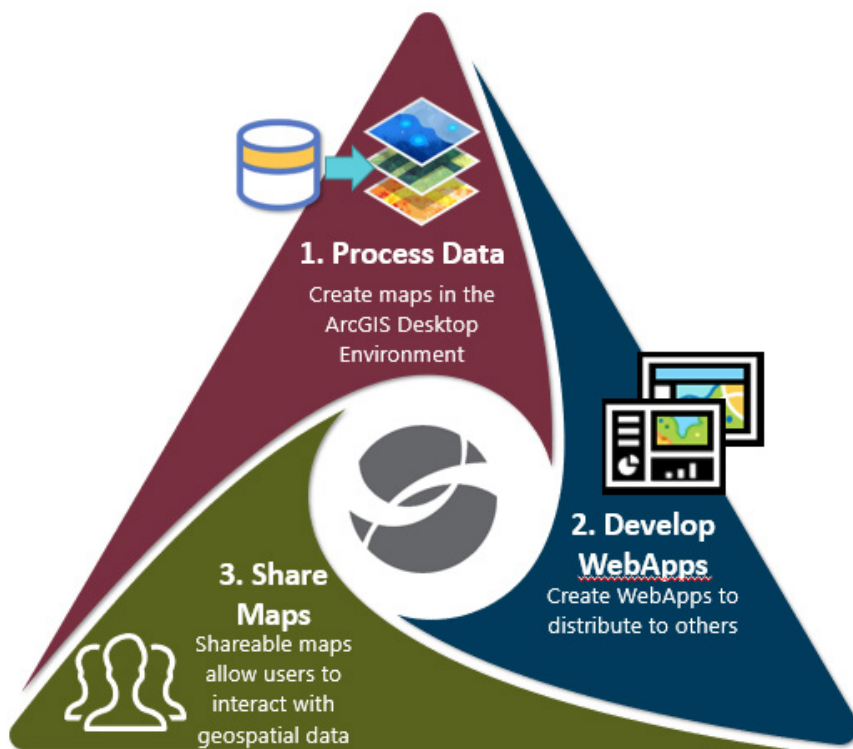 1. Process Data
Create maps in the
ArcGIS Desktop
Environment
2. Develop
WebApps
Create WebApps to
distribute to others
3. Share
Maps
Shareable maps
allow users to
interact with
geospatial data